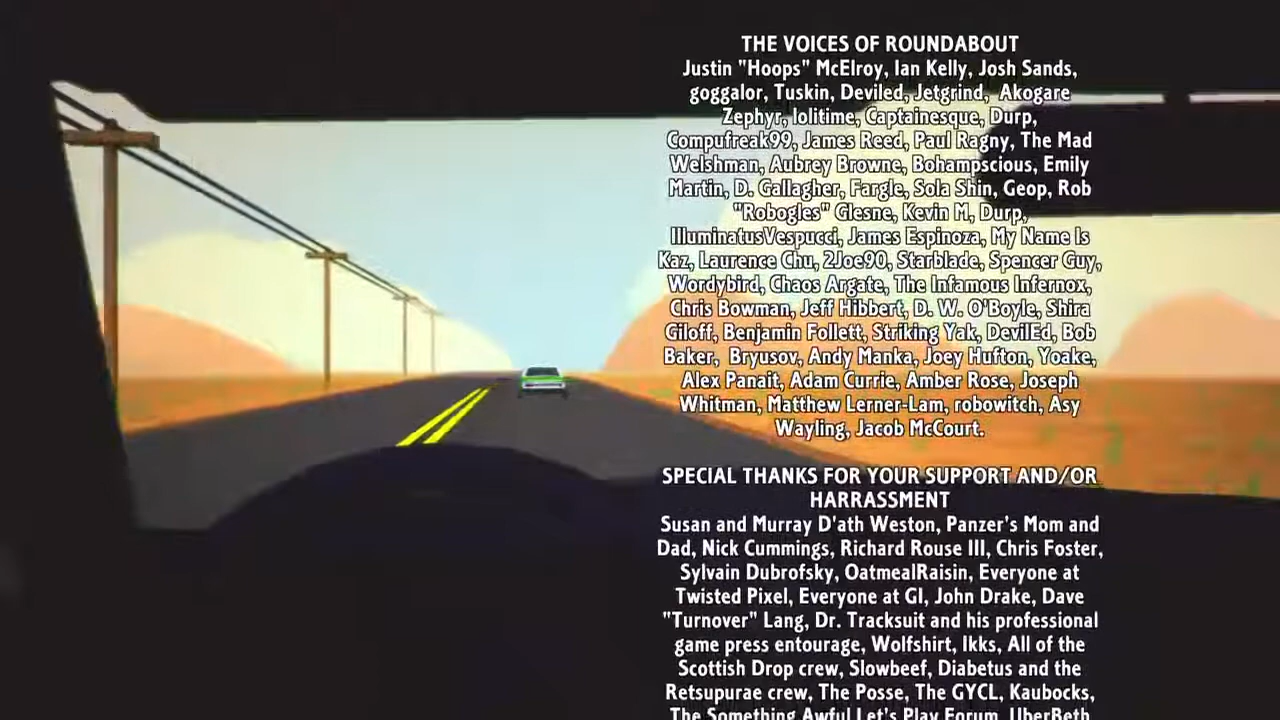 THE VOICES OF ROUNDABOUT
Justin "Hoops" McElroy, Ian Kelly, Josh Sands,
goggalor, Tuskin, Deviled, Jetgrind,  Akogare
Zephyr, lolitime, Captainesque, Durp,
Compufreak99, James Reed, Paul Ragny, The Mad
Welshman, Aubrey Browne, Bohampscious, Emily
Martin, D. Gallagher, Fargle, Sola Shin, Geop, Rob
"Robogles" Glesne, Kevin M, Durp,
IlluminatusVespucci, James Espinoza, My Name Is
Kaz, Laurence Chu, 2Joe90, Starblade, Spencer Guy,
Wordybird, Chaos Argate, The Infamous Infernox,
Chris Bowman, Jeff Hibbert, D. W. O'Boyle, Shira
Giloff, Benjamin Follett, Striking Yak, DevilEd, Bob
Baker,  Bryusov, Andy Manka, Joey Hufton, Yoake,
Alex Panait, Adam Currie, Amber Rose, Joseph
Whitman, Matthew Lerner-Lam, robowitch, Asy
Wayling, Jacob McCourt.
SPECIAL THANKS FOR YOUR SUPPORT AND/OR
HARRASSMENT
Susan and Murray D'ath Weston, Panzer's Mom and
Dad, Nick Cummings, Richard Rouse III, Chris Foster,
Sylvain Dubrofsky, OatmealRaisin, Everyone at
Twisted Pixel, Everyone at GI, John Drake, Dave
"Turnover" Lang, Dr. Tracksuit and his professional
game press entourage, Wolfshirt, Ikks, All of the
Scottish Drop crew, Slowbeef, Diabetus and the
Retsupurae crew, The Posse, The GYCL, Kaubocks,
The Something Awful Let's Play Forum, UberBeth